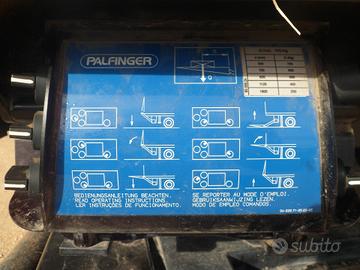 PALFINGER
BEDIENUNGSANLEITUNG BEACHTEN.
READ OPERATING INSTRUCTIONS.
LER INSTRUCÕES DE FUNCIONAMENTO.
SE REPORTER AU MODE D'EMPLOI.
GEBRUIKSAANWIJZING LEZEN.
MODO DE EMPLEO COMANDOS.
subito